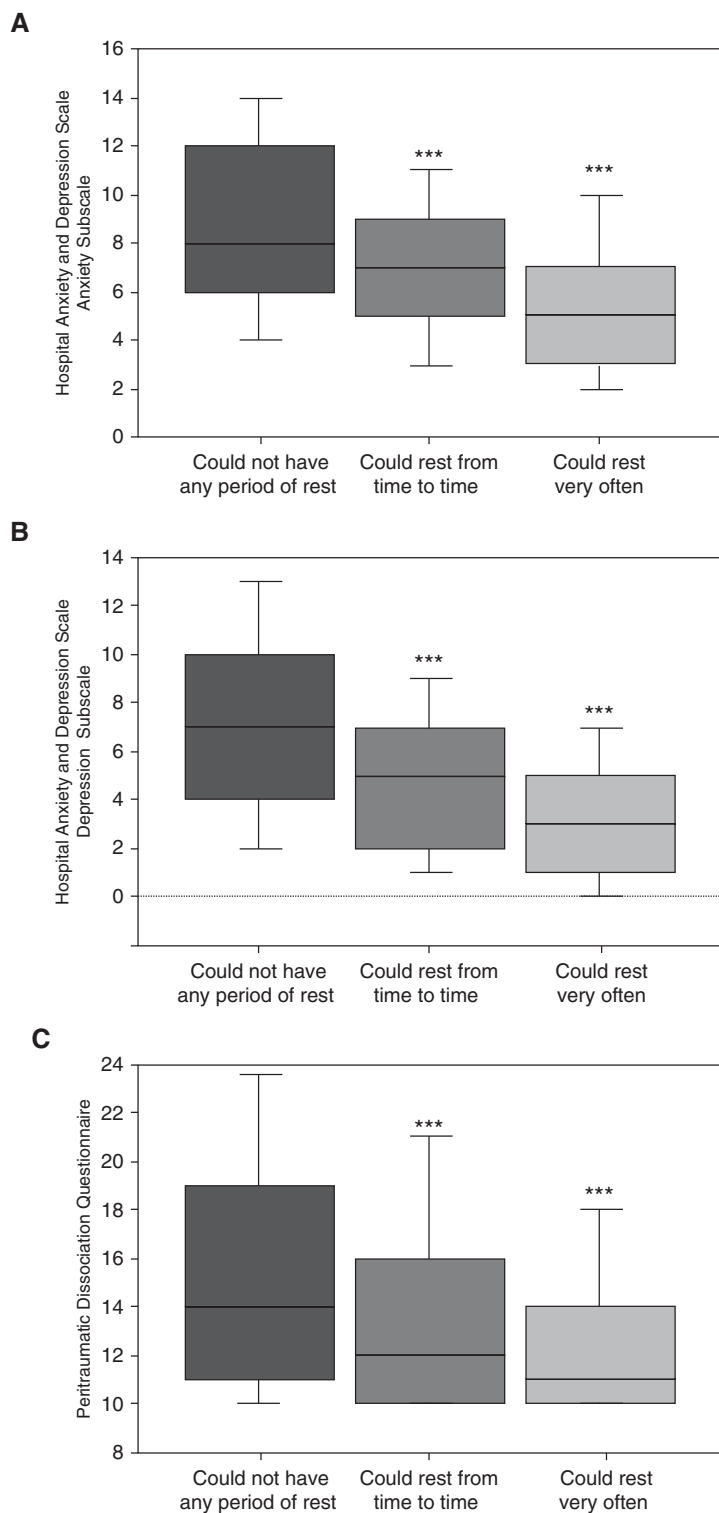 A
Hospital Anxiety and Depression Scale
Anxiety Subscale
16
14
12
10
8
6
4
2
0
***
***
Could not have
any period of rest
Could rest from
time to time
Could rest
very often
B
Hospital Anxiety and Depression Scale
Depression Subscale
14
12
10
8
6
4
2
0
***
***
Could not have
any period of rest
Could rest from
time to time
Could rest
very often
C
Peritraumatic Dissociation Questionnaire
24
22
20
18
16
14
12
10
8
***
***
Could not have
any period of rest
Could rest from
time to time
Could rest
very often